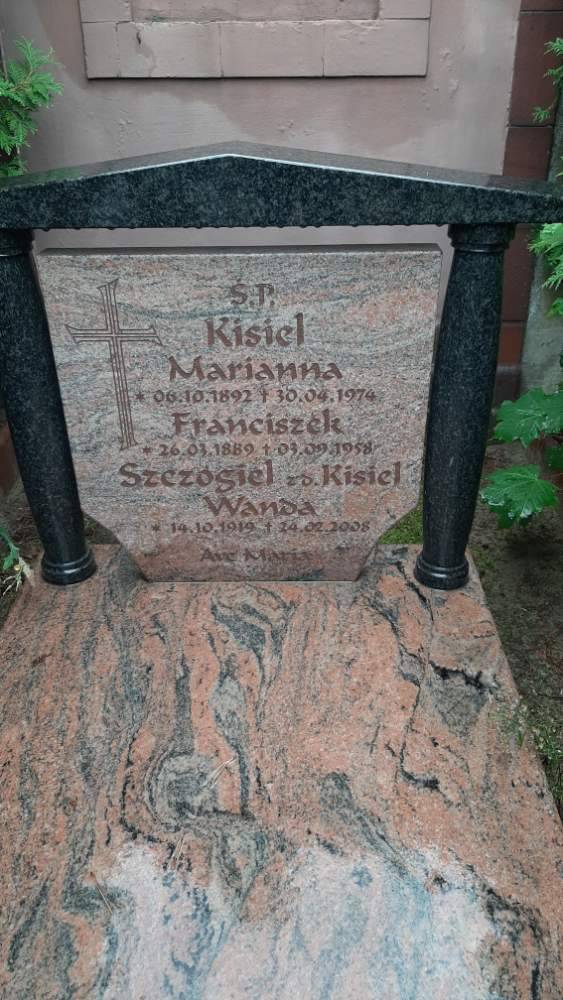 Ś.P.
Kisiel
Marianna
* 06.10.1892 † 30.04.1974
Franciszek
* 26.03.1889 † 03.09.1958
Szczogiel zd. Kisiel
Wanda
* 14.10.1919 † 24.02.2008
Ave Maria